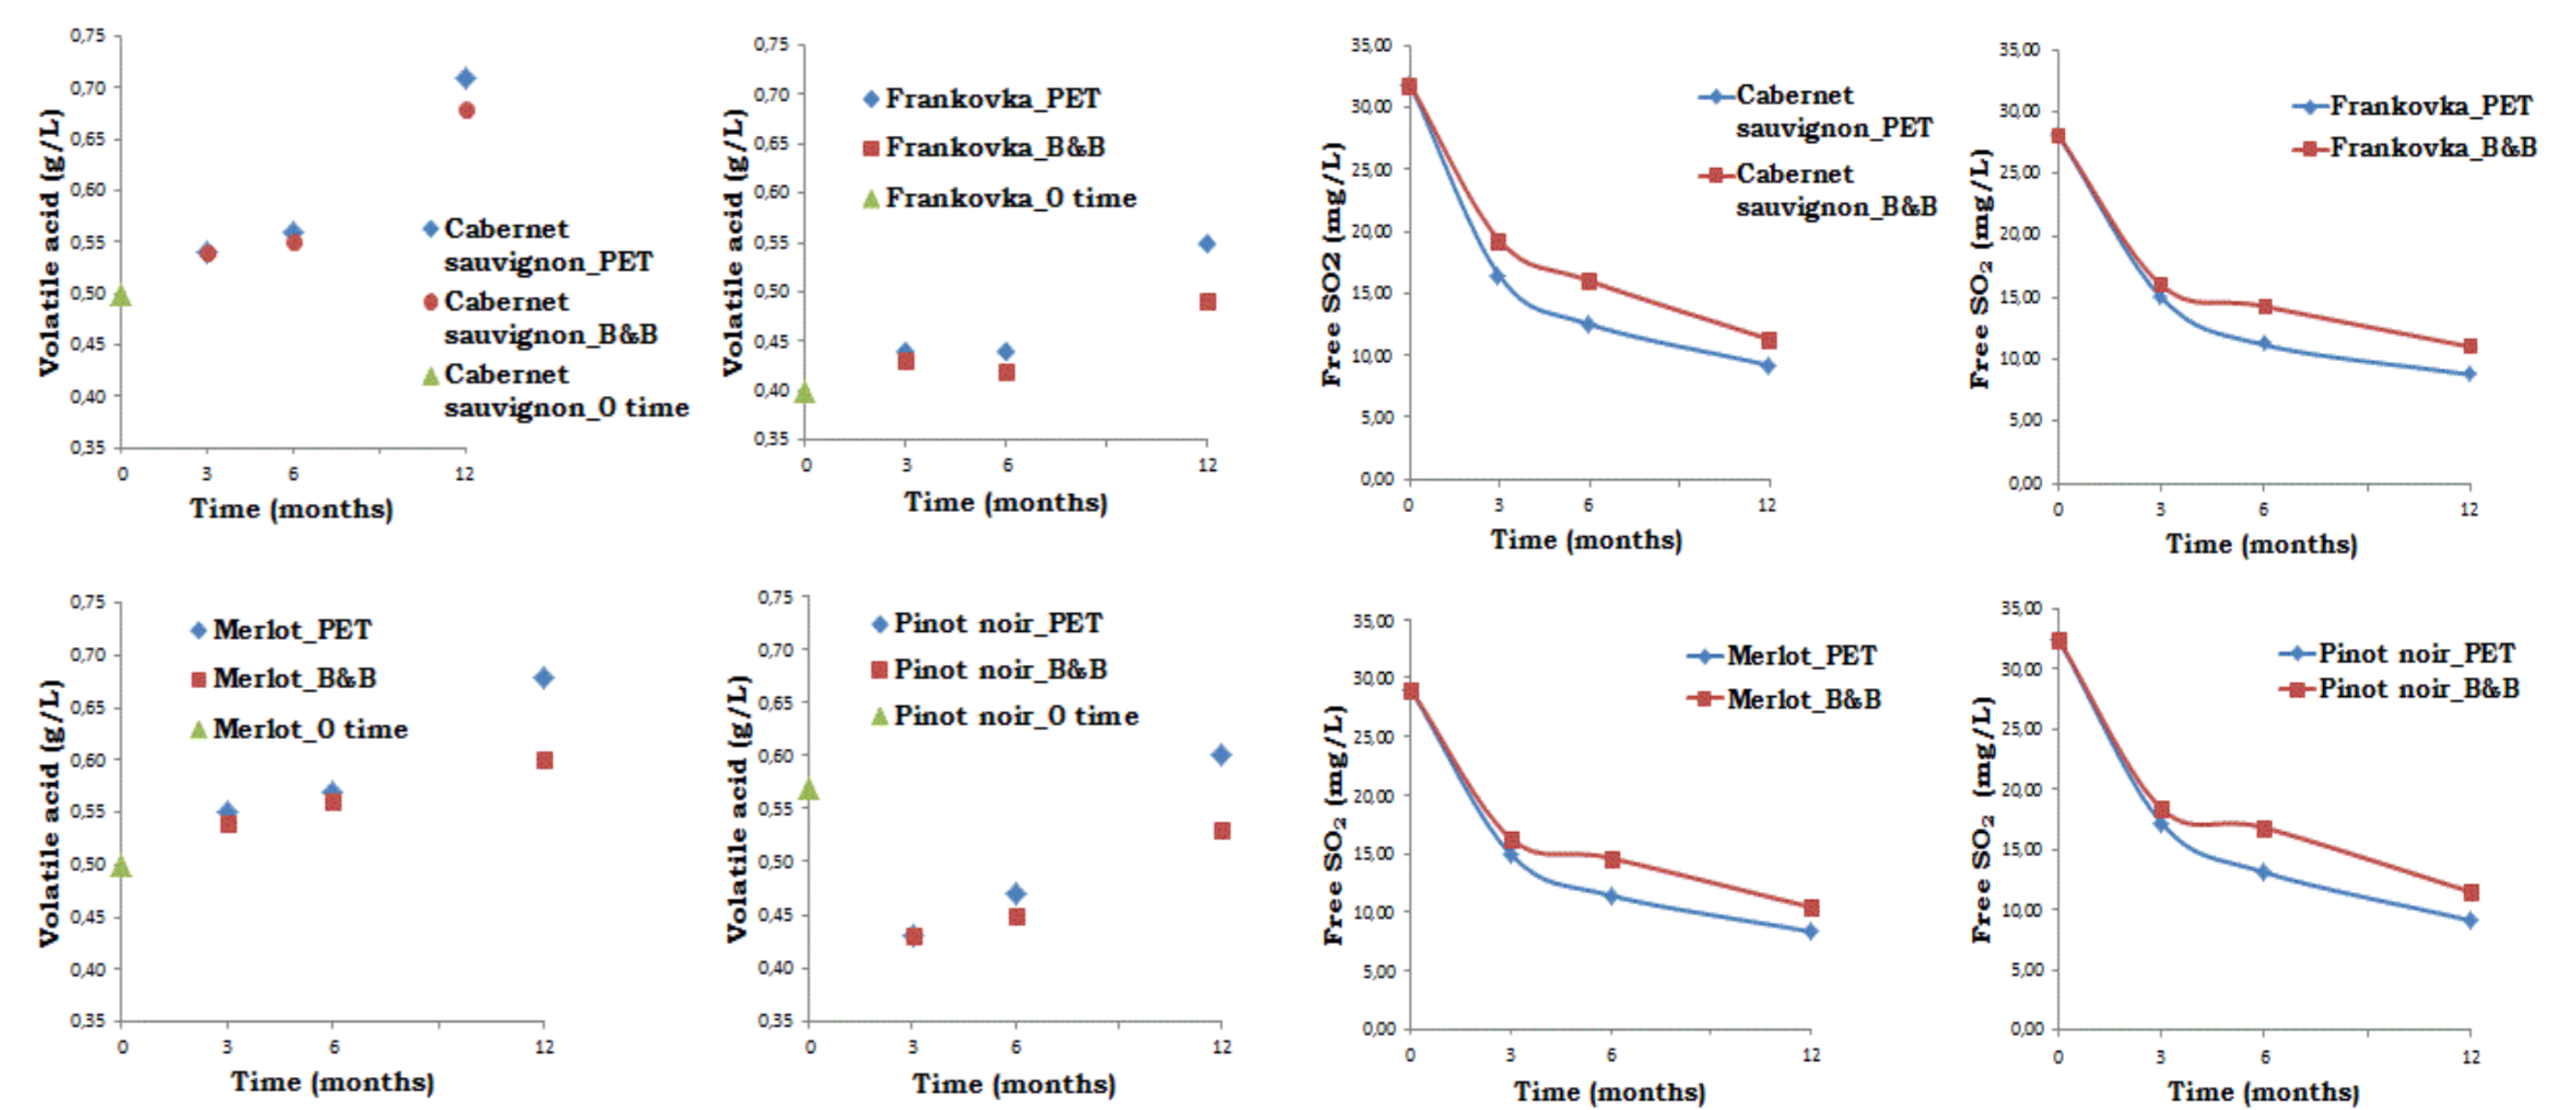 Volatile acid (g/L)
0,75
0,70
0,65
0,60
0,55
0,50
0,45
0,40
0,35
0
3
6
12
Time (months)
Cabernet
sauvignon_PET
Cabernet
sauvignon_B&B
Cabernet
sauvignon_0 time
Volatile acid (g/L)
0,75
0,70
0,65
0,60
0,55
0,50
0,45
0,40
0,35
0
3
6
12
Time (months)
Frankovka_PET
Frankovka_B&B
Frankovka_0 time
Free SO2 (mg/L)
35,00
30,00
25,00
20,00
15,00
10,00
5,00
0,00
0
3
6
12
Time (months)
Cabernet
sauvignon_PET
Cabernet
sauvignon_B&B
Free SO₂ (mg/L)
35,00
30,00
25,00
20,00
15,00
10,00
5,00
0,00
0
3
6
12
Time (months)
Frankovka_PET
Frankovka_B&B
Volatile acid (g/L)
0,75
0,70
0,65
0,60
0,55
0,50
0,45
0,40
0,35
0
3
6
12
Time (months)
Merlot_PET
Merlot_B&B
Merlot_0 time
Volatile acid (g/L)
0,75
0,70
0,65
0,60
0,55
0,50
0,45
0,40
0,35
0
3
6
12
Time (months)
Pinot noir_PET
Pinot noir_B&B
Pinot noir_0 time
Free SO₂ (mg/L)
35,00
30,00
25,00
20,00
15,00
10,00
5,00
0,00
0
3
6
12
Time (months)
Merlot_PET
Merlot_B&B
Free SO₂ (mg/L)
35,00
30,00
25,00
20,00
15,00
10,00
5,00
0,00
0
3
6
12
Time (months)
Pinot noir_PET
Pinot noir_B&B